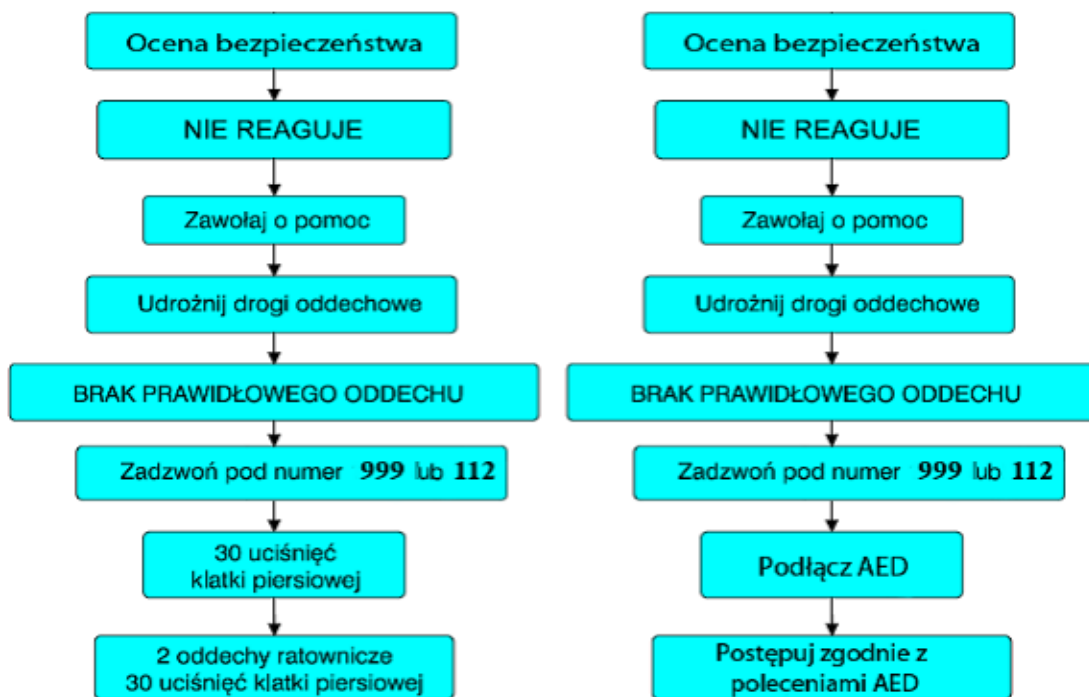 Ocena bezpieczeństwa
NIE REAGUJE
Zawołaj o pomoc
Udrożnij drogi oddechowe
BRAK PRAWIDŁOWEGO ODDECHU
Zadzwoń pod numer 999 lub 112
30 uciśnięć
klatki piersiowej
2 oddechy ratownicze
30 uciśnięć klatki piersiowej
Ocena bezpieczeństwa
NIE REAGUJE
Zawołaj o pomoc
Udrożnij drogi oddechowe
BRAK PRAWIDŁOWEGO ODDECHU
Zadzwoń pod numer 999 lub 112
Podłącz AED
Postępuj zgodnie z
poleceniami AED